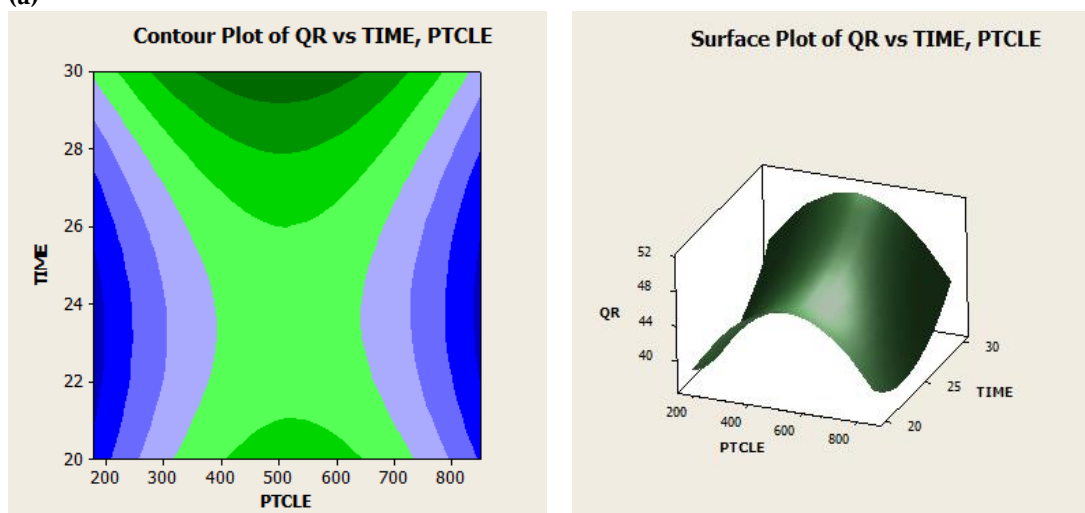 (a)
Contour Plot of QR vs TIME, PTCLE
30
28
26
24
22
20
TIME
200 300 400 500 600 700 800
PTCLE
Surface Plot of QR vs TIME, PTCLE
52
48
44
40
QR
200 400 600 800
PTCLE
20 25 30
TIME